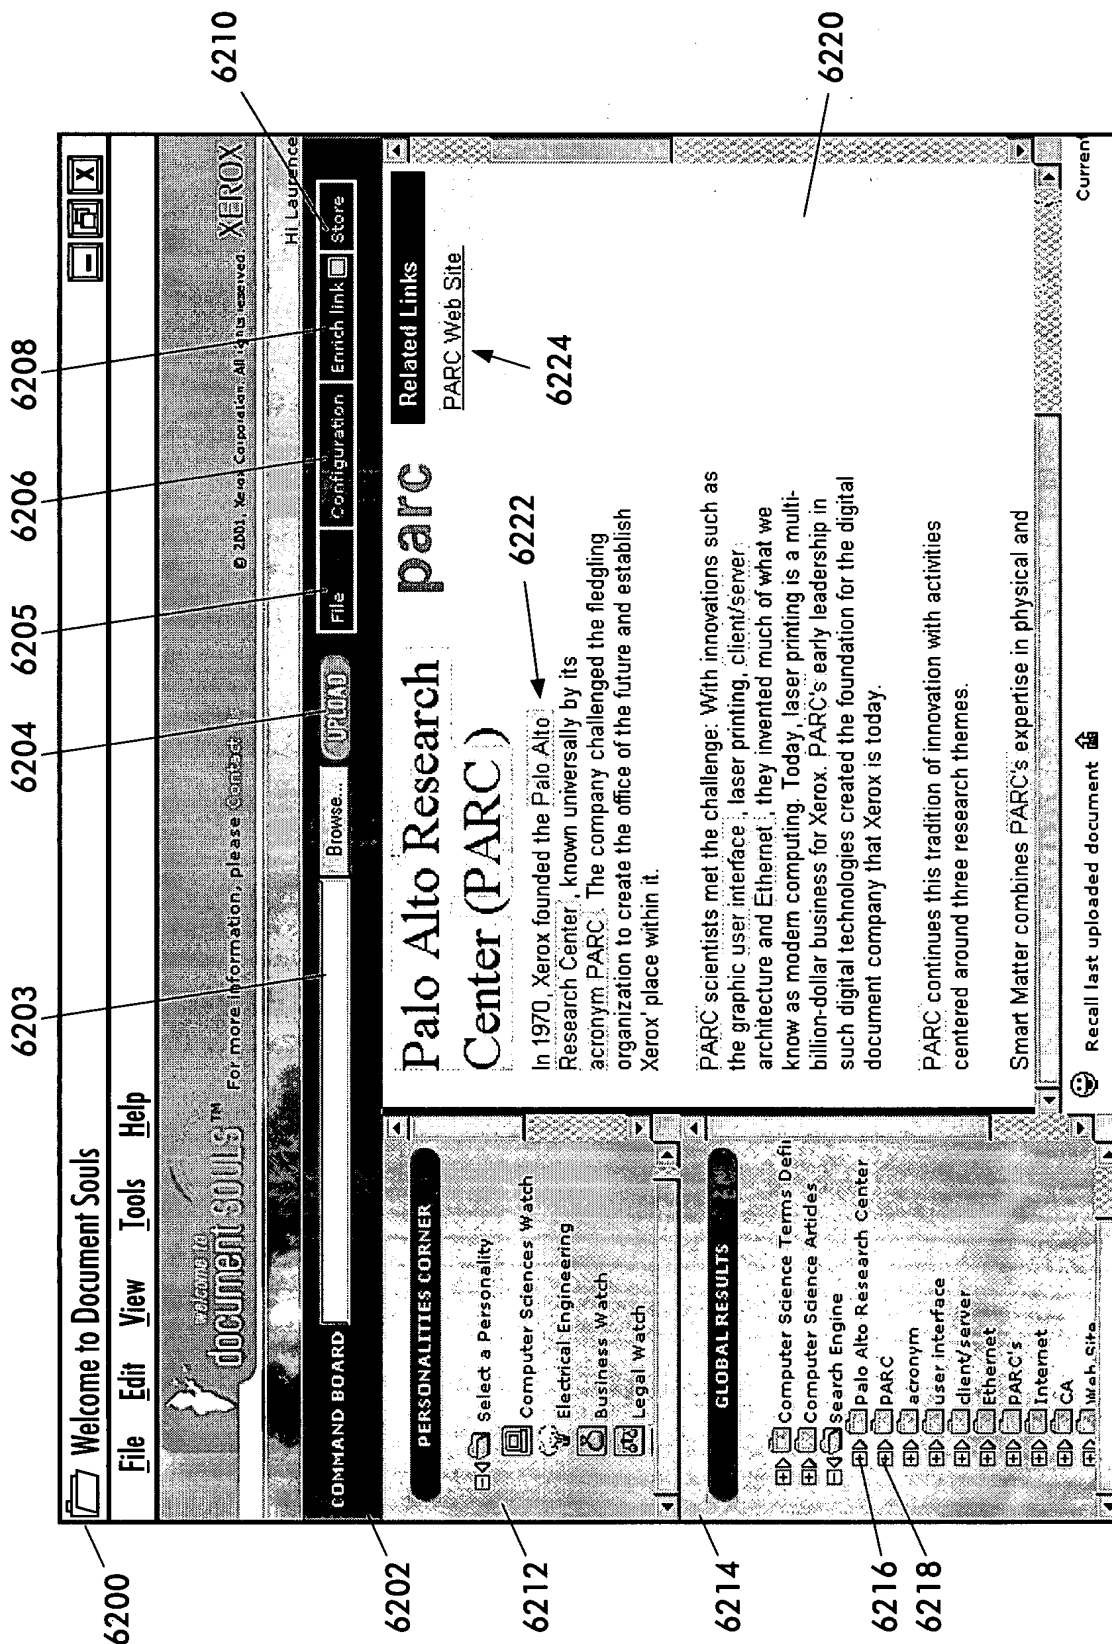 6203
6204
6205
6206
6208
6210
6200
Welcome to Document Souls
File Edit View Tools Help
welcome to
document SOULS™
For more information, please Contact
© 2001, Xerox Corporation. All rights reserved. XEROX
Hi Laurence
COMMAND BOARD
Browse...
UPLOAD
File
Configuration
Enrich link
Store
6202
PERSONALITIES CORNER
Select a Personality
Computer Sciences Watch
Electrical Engineering
Business Watch
Legal Watch
6212
GLOBAL RESULTS
Computer Science Terms Defin
Computer Science Articles
Search Engine
Palo Alto Research Center
PARC
acronym
user interface
client/server
Ethernet
PARC's
Internet
CA
Web Site
6214
6216
6218
Palo Alto Research
Center (PARC)
parc
Related Links
PARC Web Site
6224
6222
In 1970, Xerox founded the Palo Alto
Research Center, known universally by its
acronym PARC. The company challenged the fledgling
organization to create the office of the future and establish
Xerox' place within it.
PARC scientists met the challenge: With innovations such as
the graphic user interface, laser printing, client/server
architecture and Ethernet, they invented much of what we
know as modern computing. Today, laser printing is a multi-
billion-dollar business for Xerox. PARC's early leadership in
such digital technologies created the foundation for the digital
document company that Xerox is today.
PARC continues this tradition of innovation with activities
centered around three research themes.
Smart Matter combines PARC's expertise in physical and
6220
Recall last uploaded document
Curren